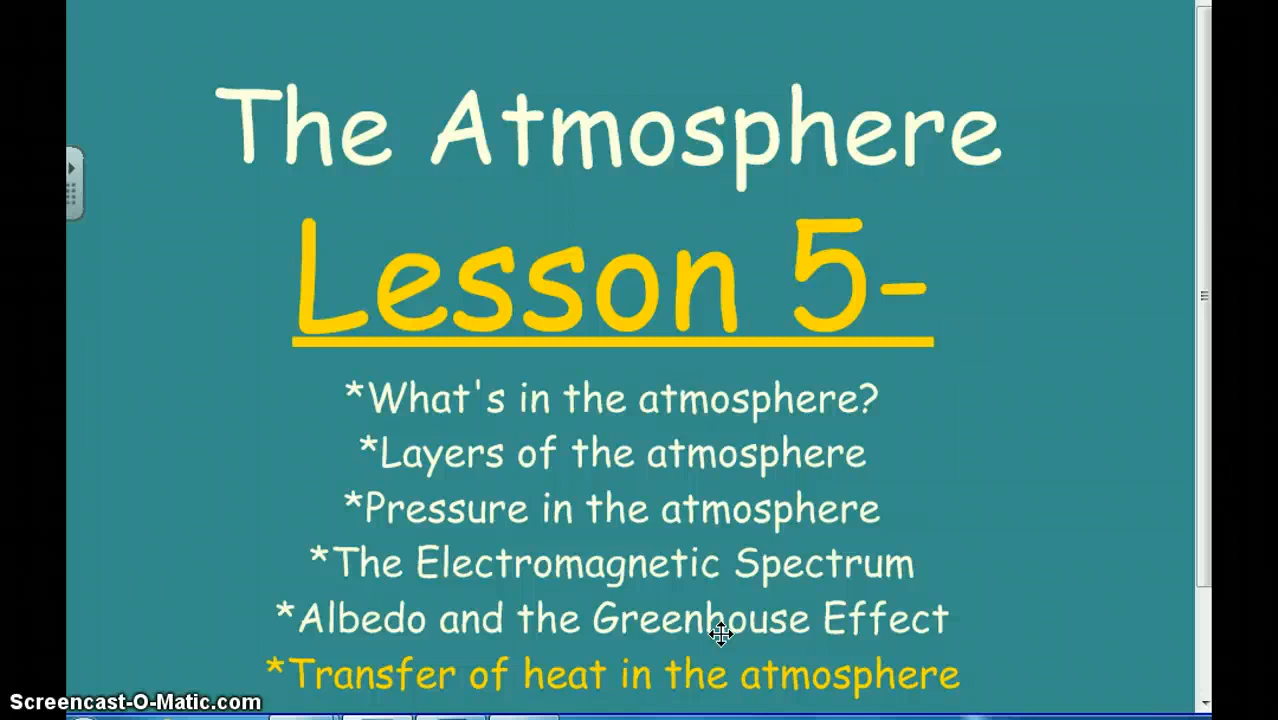 The Atmosphere
Lesson 5-
*What's in the atmosphere?
*Layers of the atmosphere
*Pressure in the atmosphere
*The Electromagnetic Spectrum
*Albedo and the Greenhouse Effect
*Transfer of heat in the atmosphere
Screencast-O-Matic.com